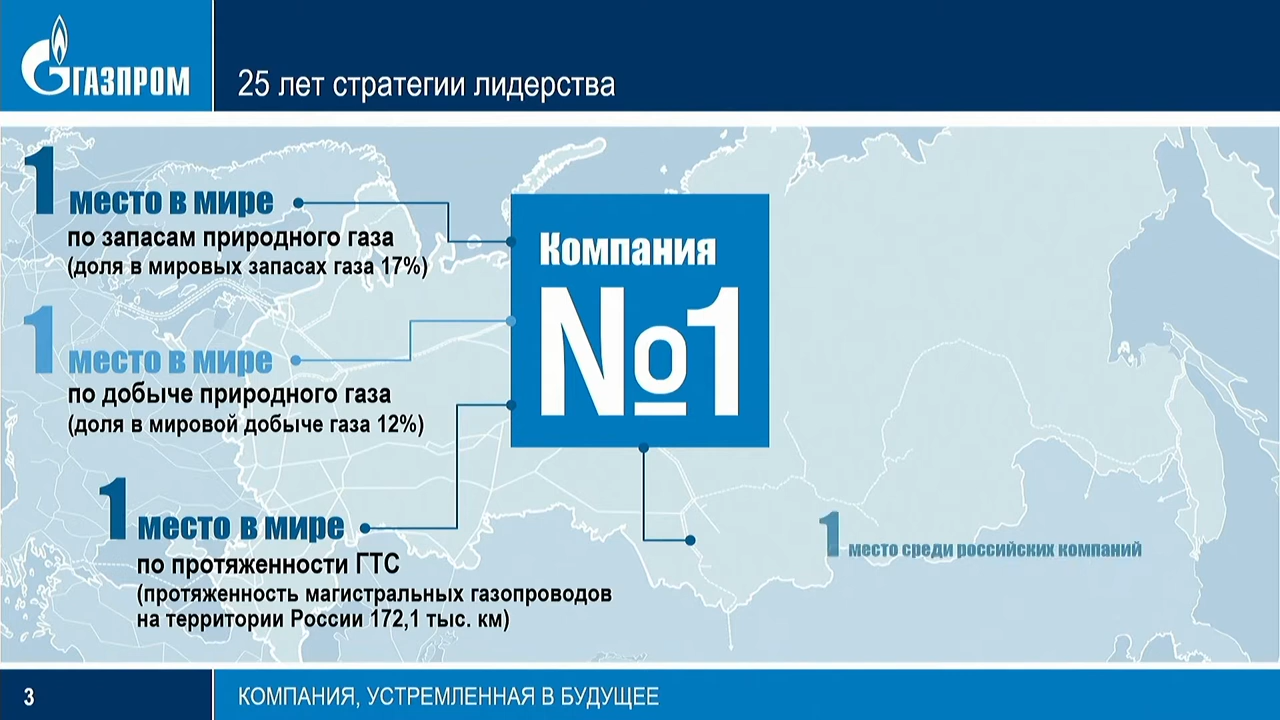 ГАЗПРОМ
25 лет стратегии лидерства
1 место в мире
по запасам природного газа
(доля в мировых запасах газа 17%)
1 место в мире
по добыче природного газа
(доля в мировой добыче газа 12%)
1 место в мире
по протяженности ГТС
(протяженность магистральных газопроводов
на территории России 172,1 тыс. км)
Компания
№1
1 место среди российских компаний
3
КОМПАНИЯ, УСТРЕМЛЕННАЯ В БУДУЩЕЕ